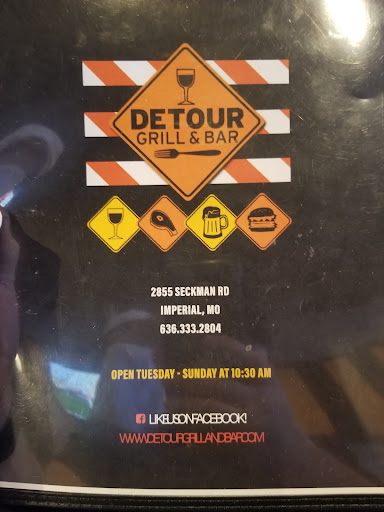 DETOUR
GRILL & BAR
2855 SECKMAN RD
IMPERIAL, MO
636.333.2804
OPEN TUESDAY - SUNDAY AT 10:30 AM
LIKE US ON FACEBOOK!
WWW.DETOURGRILLANDBAR.COM